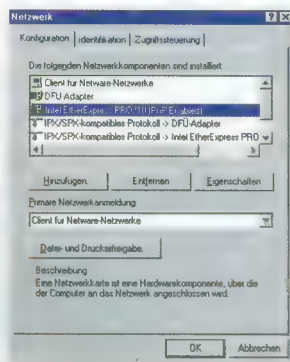 Netzwerk
Konfiguration Identifikation Zugriffssteuerung
Die folgenden Netzwerkkomponenten sind installiert
Client für Netware-Netzwerke
DFÜ-Adapter
Intel EtherExpress PRO/10 (PnP Enabled)
IPX/SPX-kompatibles Protokoll -> DFÜ-Adapter
IPX/SPX-kompatibles Protokoll -> Intel EtherExpress PRO
Hinzufügen. Entfernen Eigenschaften
Primäre Netzwerkanmeldung.
Client für Netware-Netzwerke
Datei- und Druckerfreigabe.
Beschreibung
Eine Netzwerkkarte ist eine Hardwarekomponente, über die
der Computer an das Netzwerk angeschlossen wird.
OK Abbrechen